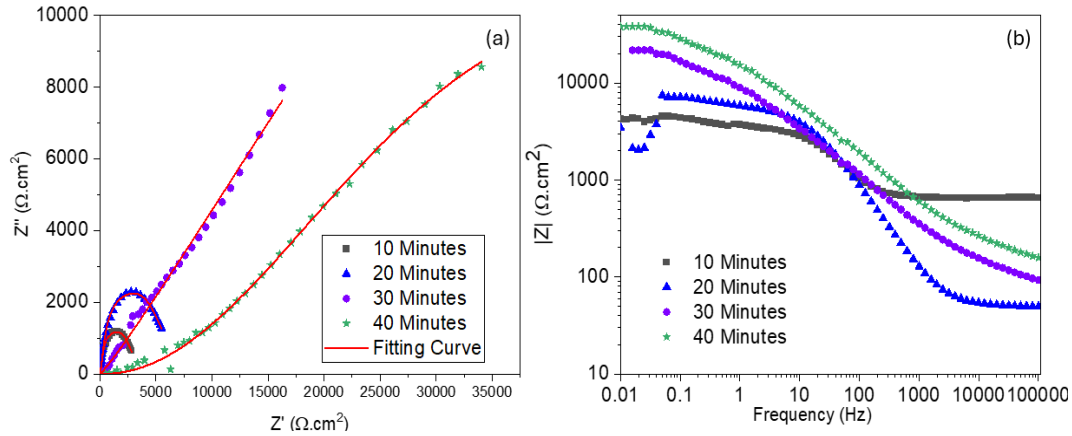 (a)
10000
8000
6000
4000
2000
0
Z'' (Ω.cm²)
0 5000 10000 15000 20000 25000 30000 35000
Z' (Ω.cm²)
10 Minutes
20 Minutes
30 Minutes
40 Minutes
Fitting Curve
(b)
10000
1000
100
10
|Z| (Ω.cm²)
0.01 0.1 1 10 100 1000 10000 100000
Frequency (Hz)
10 Minutes
20 Minutes
30 Minutes
40 Minutes